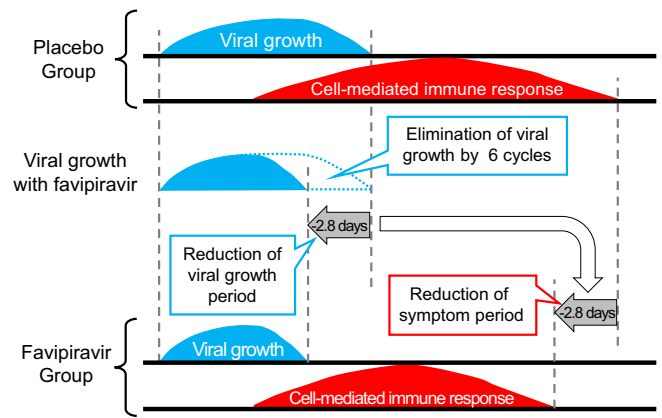 Placebo
Group
Viral growth
Cell-mediated immune response
Viral growth
with favipiravir
Elimination of viral
growth by 6 cycles
-2.8 days
Reduction of
viral growth
period
Reduction of
symptom period
-2.8 days
Favipiravir
Group
Viral growth
Cell-mediated immune response